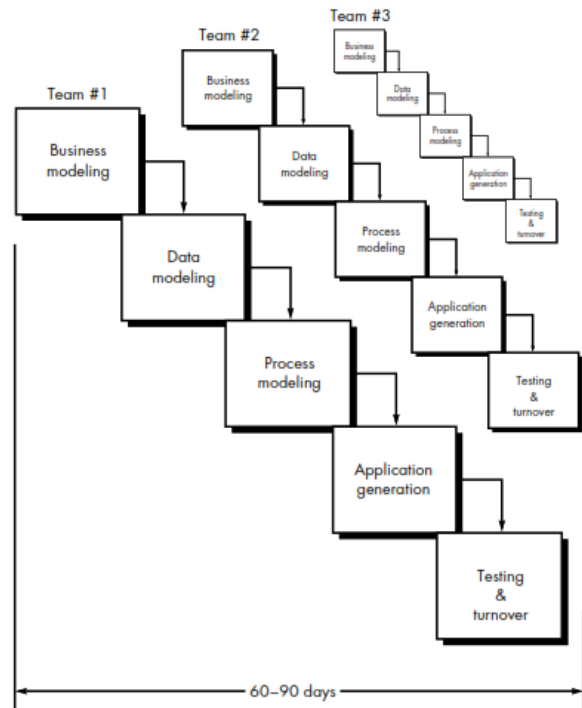 Team #1
Business
modeling
Data
modeling
Process
modeling
Application
generation
Testing
&
turnover
Team #2
Business
modeling
Data
modeling
Process
modeling
Application
generation
Testing
&
turnover
Team #3
Business
modeling
Data
modeling
Process
modeling
Application
generation
Testing
&
turnover
60–90 days